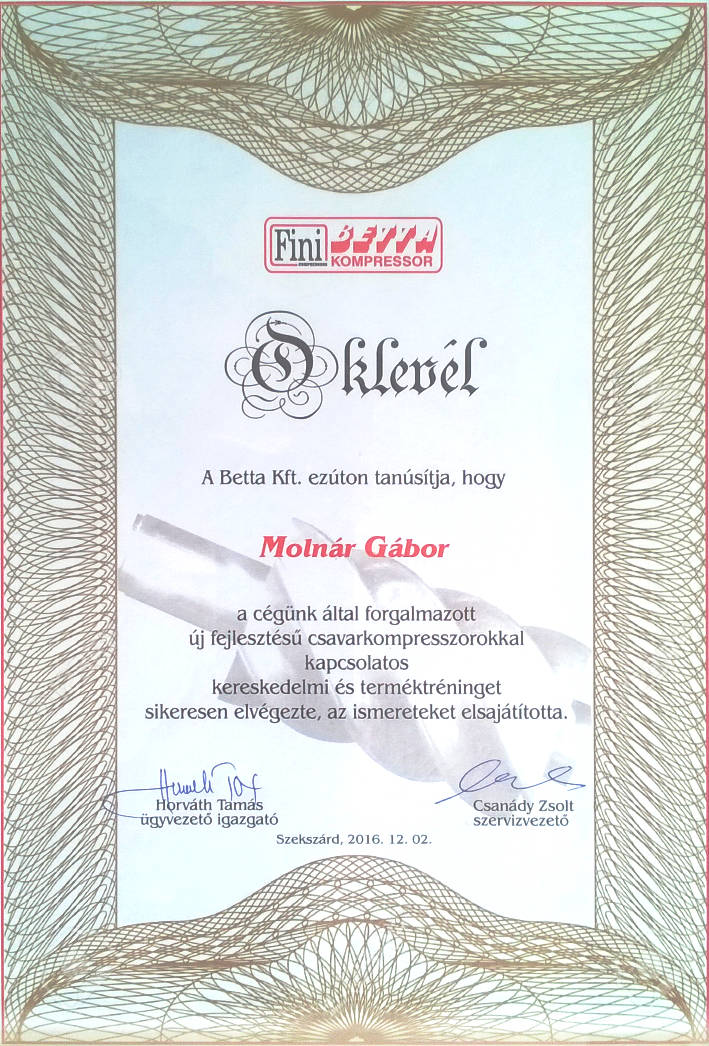 Fini
COMPRESSORS
BETTA
KOMPRESSOR
Oklevél
A Betta Kft. ezúton tanúsítja, hogy
Molnár Gábor
a cégünk által forgalmazott
új fejlesztésű csavarkompresszorokkal
kapcsolatos
kereskedelmi és terméktréninget
sikeresen elvégezte, az ismereteket elsajátította.
Horváth Tamás
ügyvezető igazgató
Csanády Zsolt
szervizvezető
Szekszárd, 2016. 12. 02.